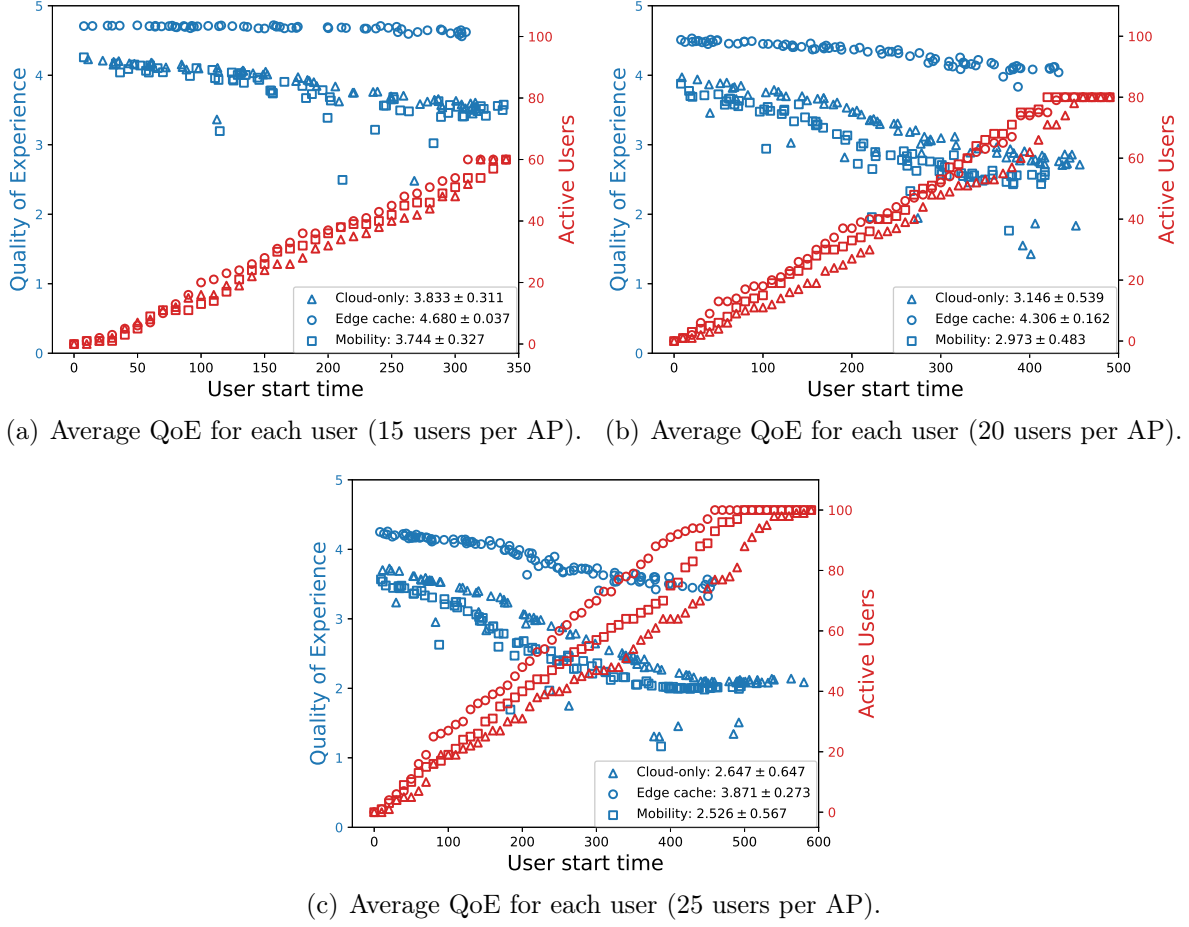 5
4
3
2
1
0
Quality of Experience
100
80
60
40
20
0
Active Users
Cloud-only: 3.833 ± 0.311
Edge cache: 4.680 ± 0.037
Mobility: 3.744 ± 0.327
0 50 100 150 200 250 300 350
User start time
(a) Average QoE for each user (15 users per AP).
5
4
3
2
1
0
Quality of Experience
100
80
60
40
20
0
Active Users
Cloud-only: 3.146 ± 0.539
Edge cache: 4.306 ± 0.162
Mobility: 2.973 ± 0.483
0 100 200 300 400 500
User start time
(b) Average QoE for each user (20 users per AP).
5
4
3
2
1
0
Quality of Experience
100
80
60
40
20
0
Active Users
Cloud-only: 2.647 ± 0.647
Edge cache: 3.871 ± 0.273
Mobility: 2.526 ± 0.567
0 100 200 300 400 500 600
User start time
(c) Average QoE for each user (25 users per AP).